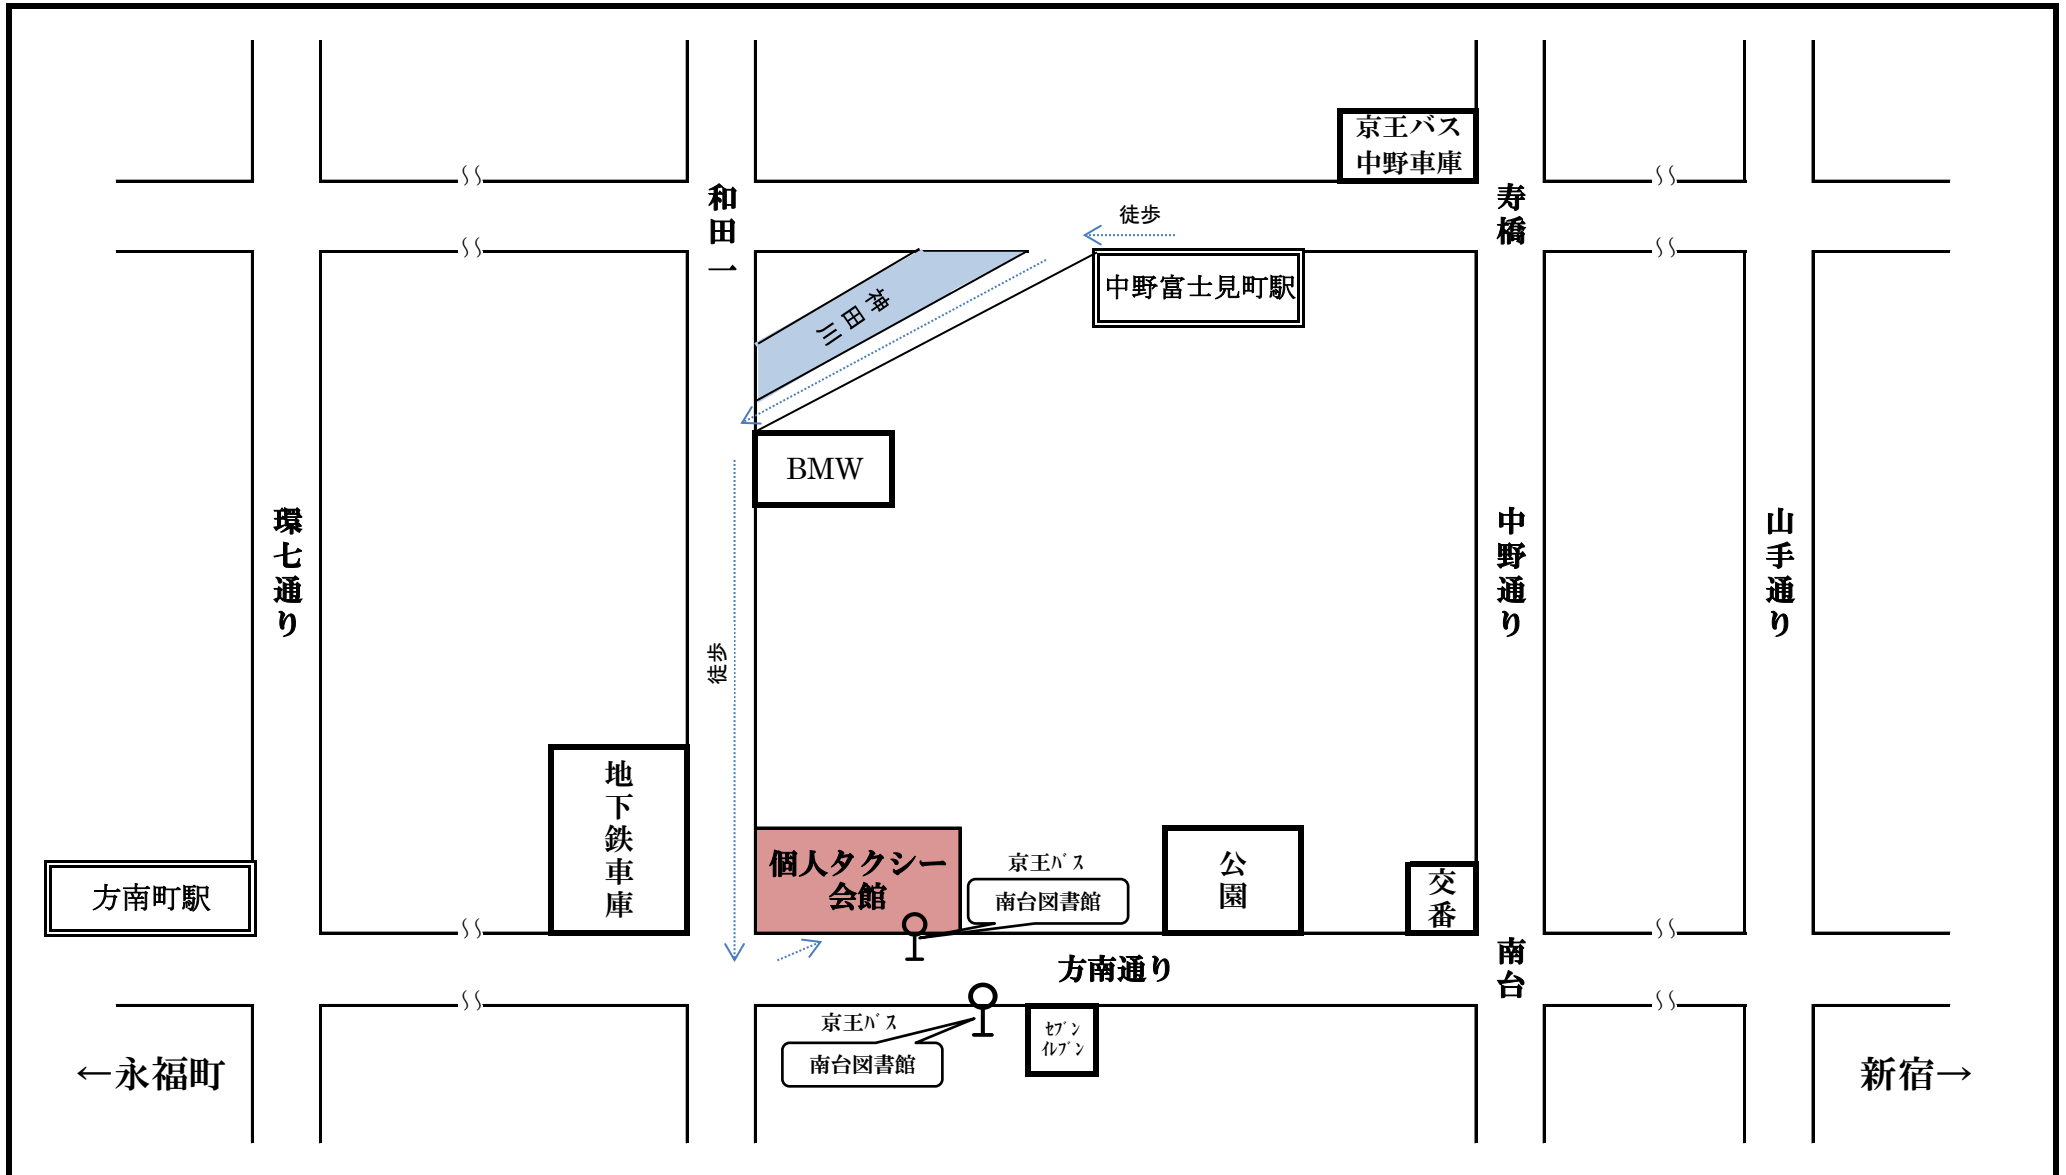 京王バス
中野車庫
和田一
寿橋
徒歩
中野富士見町駅
神田川
BMW
環七通り
中野通り
山手通り
徒歩
地下鉄車庫
個人タクシー
会館
京王ﾊﾞｽ
南台図書館
公園
交番
方南町駅
南台
方南通り
京王ﾊﾞｽ
南台図書館
ｾﾌﾞﾝ
ｲﾚﾌﾞﾝ
←永福町
新宿→